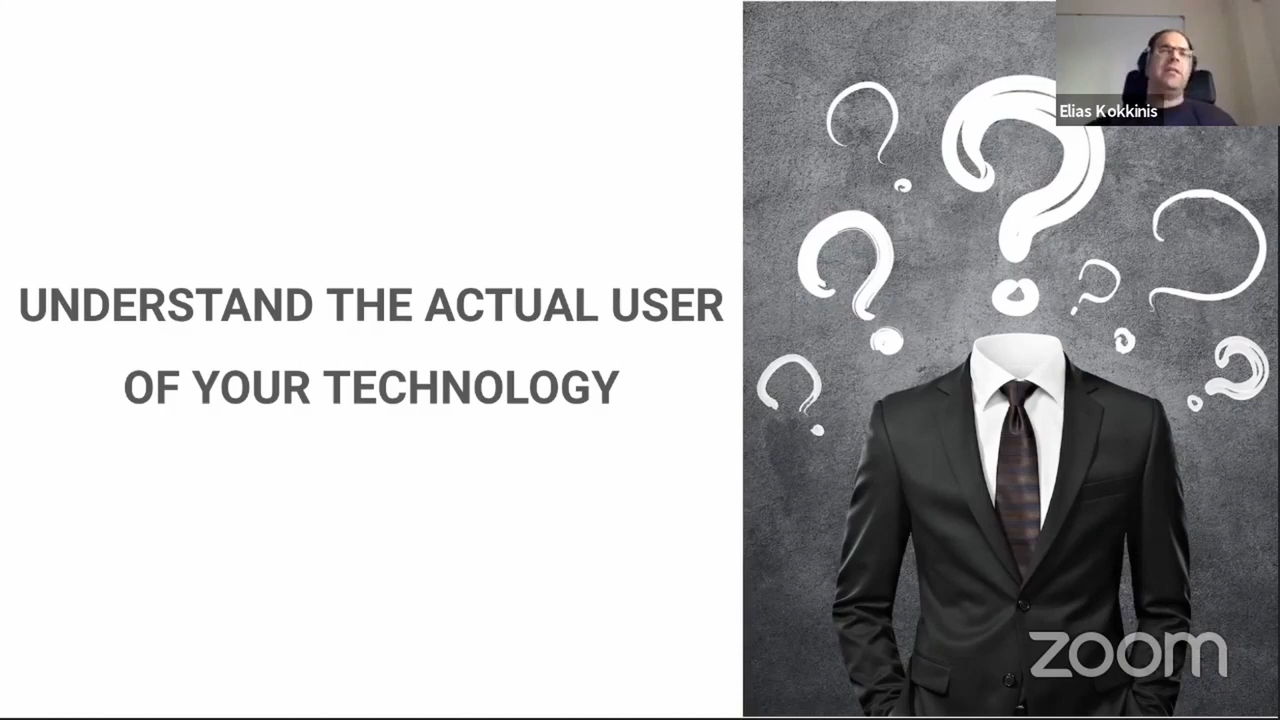 Elias Kokkinis
UNDERSTAND THE ACTUAL USER
OF YOUR TECHNOLOGY
zoom